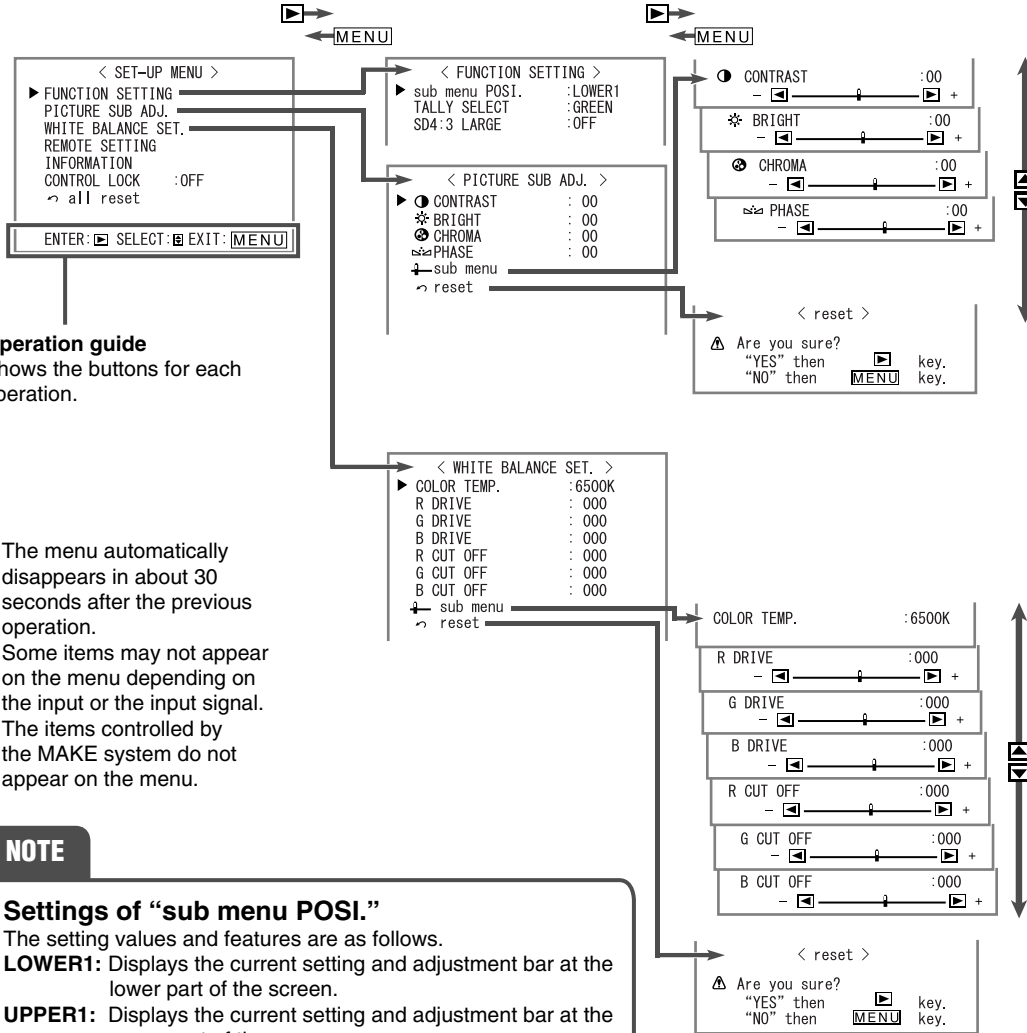 MENU
MENU
< SET-UP MENU >
FUNCTION SETTING
PICTURE SUB ADJ.
WHITE BALANCE SET.
REMOTE SETTING
INFORMATION
CONTROL LOCK :OFF
all reset
ENTER: SELECT: EXIT: MENU
peration guide
hows the buttons for each
peration.
< FUNCTION SETTING >
sub menu POSI. :LOWER1
TALLY SELECT :GREEN
SD4:3 LARGE :OFF
< PICTURE SUB ADJ. >
CONTRAST : 00
BRIGHT : 00
CHROMA : 00
PHASE : 00
sub menu
reset
CONTRAST :00
- +
BRIGHT :00
- +
CHROMA :00
- +
PHASE :00
- +
< reset >
Are you sure?
“YES” then key.
“NO” then MENU key.
< WHITE BALANCE SET. >
COLOR TEMP. :6500K
R DRIVE : 000
G DRIVE : 000
B DRIVE : 000
R CUT OFF : 000
G CUT OFF : 000
B CUT OFF : 000
sub menu
reset
COLOR TEMP. :6500K
R DRIVE :000
- +
G DRIVE :000
- +
B DRIVE :000
- +
R CUT OFF :000
- +
G CUT OFF :000
- +
B CUT OFF :000
- +
< reset >
Are you sure?
“YES” then key.
“NO” then MENU key.
The menu automatically
disappears in about 30
seconds after the previous
operation.
Some items may not appear
on the menu depending on
the input or the input signal.
The items controlled by
the MAKE system do not
appear on the menu.
NOTE
Settings of “sub menu POSI.”
The setting values and features are as follows.
LOWER1: Displays the current setting and adjustment bar at the
lower part of the screen.
UPPER1: Displays the current setting and adjustment bar at the